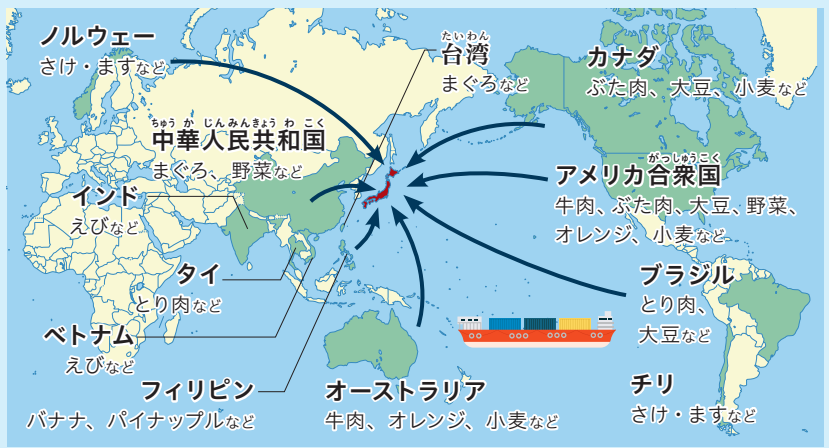 ノルウェー
さけ・ますなど
たいわん
台湾
まぐろなど
カナダ
ぶた肉、大豆、小麦など
ちゅうかじんみんきょうわこく
中華人民共和国
まぐろ、野菜など
インド
えびなど
がっしゅうこく
アメリカ合衆国
牛肉、ぶた肉、大豆、野菜、
オレンジ、小麦など
タイ
とり肉など
ブラジル
とり肉、
大豆など
ベトナム
えびなど
フィリピン
バナナ、パイナップルなど
オーストラリア
牛肉、オレンジ、小麦など
チリ
さけ・ますなど